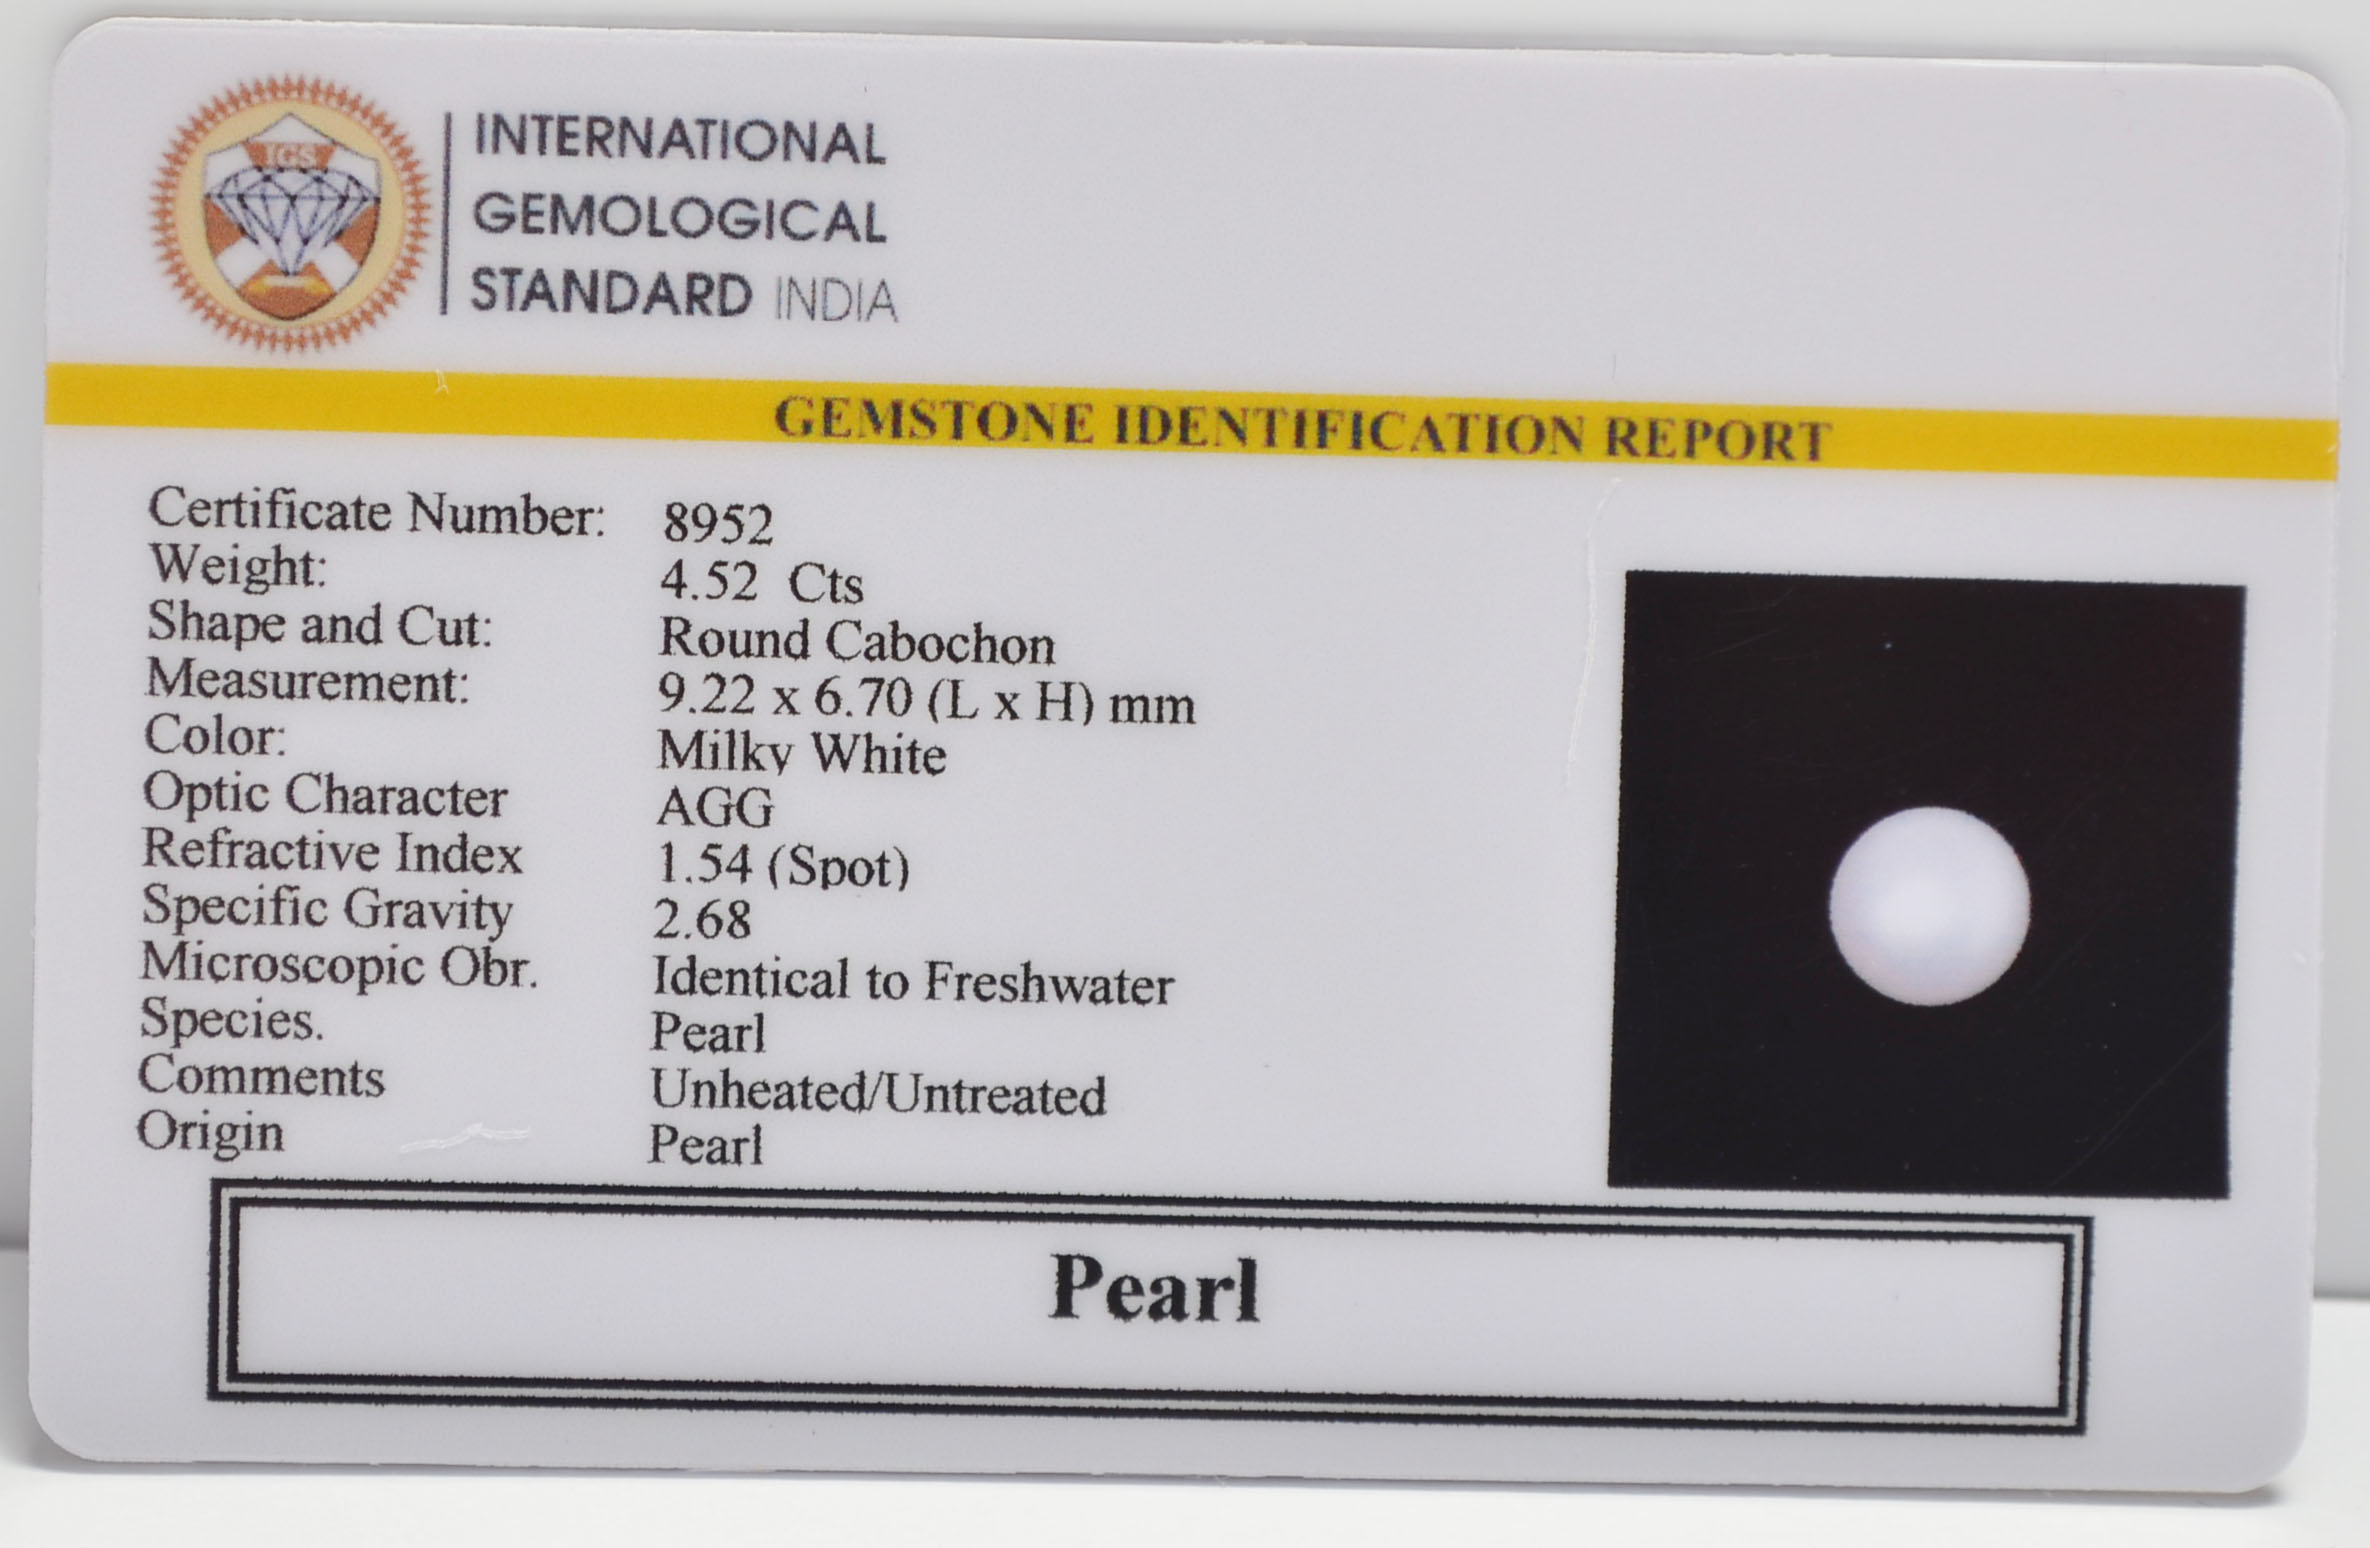 IGS
INTERNATIONAL
GEMOLOGICAL
STANDARD INDIA
GEMSTONE IDENTIFICATION REPORT
Certificate Number: 8952
Weight: 4.52 Cts
Shape and Cut: Round Cabochon
Measurement: 9.22 x 6.70 (L x H) mm
Color: Milky White
Optic Character AGG
Refractive Index 1.54 (Spot)
Specific Gravity 2.68
Microscopic Obr. Identical to Freshwater
Species. Pearl
Comments Unheated/Untreated
Origin Pearl
Pearl